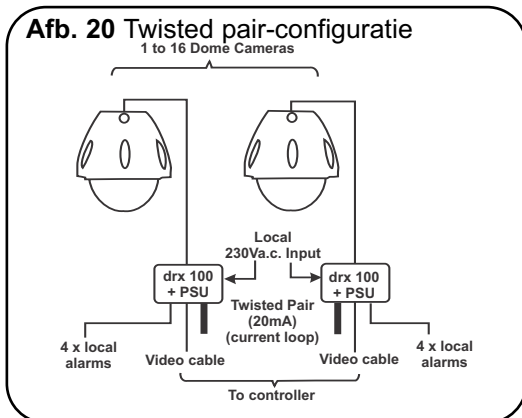 Afb. 20 Twisted pair-configuratie
1 to 16 Dome Cameras
Local
230Va.c. Input
drx 100
+ PSU
drx 100
+ PSU
Twisted Pair
(20mA)
(current loop)
4 x local
alarms
Video cable
Video cable
4 x local
alarms
To controller